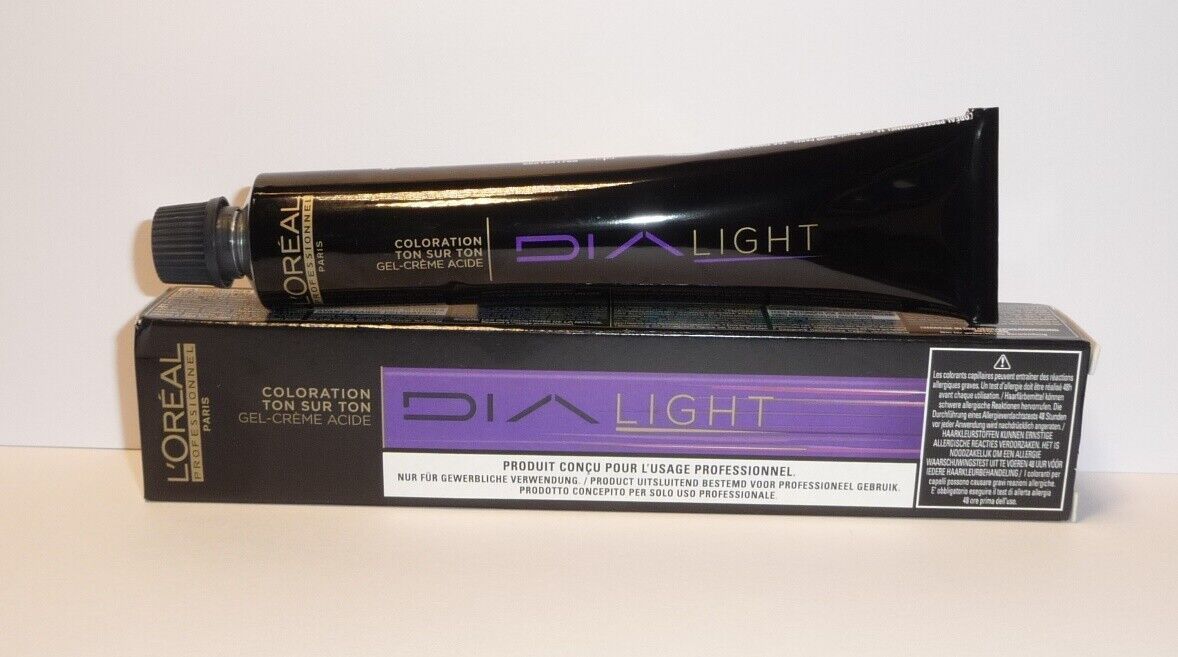 L'ORÉAL
PROFESSIONNEL
PARIS
COLORATION
TON SUR TON
GEL-CRÈME ACIDE
DIA LIGHT
L'ORÉAL
PROFESSIONNEL
PARIS
COLORATION
TON SUR TON
GEL-CRÈME ACIDE
DIA LIGHT
PRODUIT CONÇU POUR L'USAGE PROFESSIONNEL.
NUR FÜR GEWERBLICHE VERWENDUNG. / PRODUCT UITSLUITEND BESTEMD VOOR PROFESSIONEEL GEBRUIK.
PRODOTTO CONCEPITO PER SOLO USO PROFESSIONALE.
Les colorants capillaires peuvent entraîner des réactions
allergiques graves. Un test d'allergie doit être réalisé 48h
avant chaque utilisation. / Haarfärbemittel können
schwere allergische Reaktionen hervorrufen. Die
Durchführung eines Allergieverdachtstests 48 Stunden
vor jeder Anwendung wird nachdrücklich angeraten. /
HAARKLEURSTOFFEN KUNNEN ERNSTIGE
ALLERGISCHE REACTIES VEROORZAKEN. HET IS
NOODZAKELIJK OM EEN ALLERGIE
WAARSCHUWINGSTEST UIT TE VOEREN 48 UUR VÓÓR
IEDERE HAARKLEURBEHANDELING / I coloranti per
capelli possono causare gravi reazioni allergiche.
E' obbligatorio eseguire il test di allerta allergia
48 ore prima dell'uso.